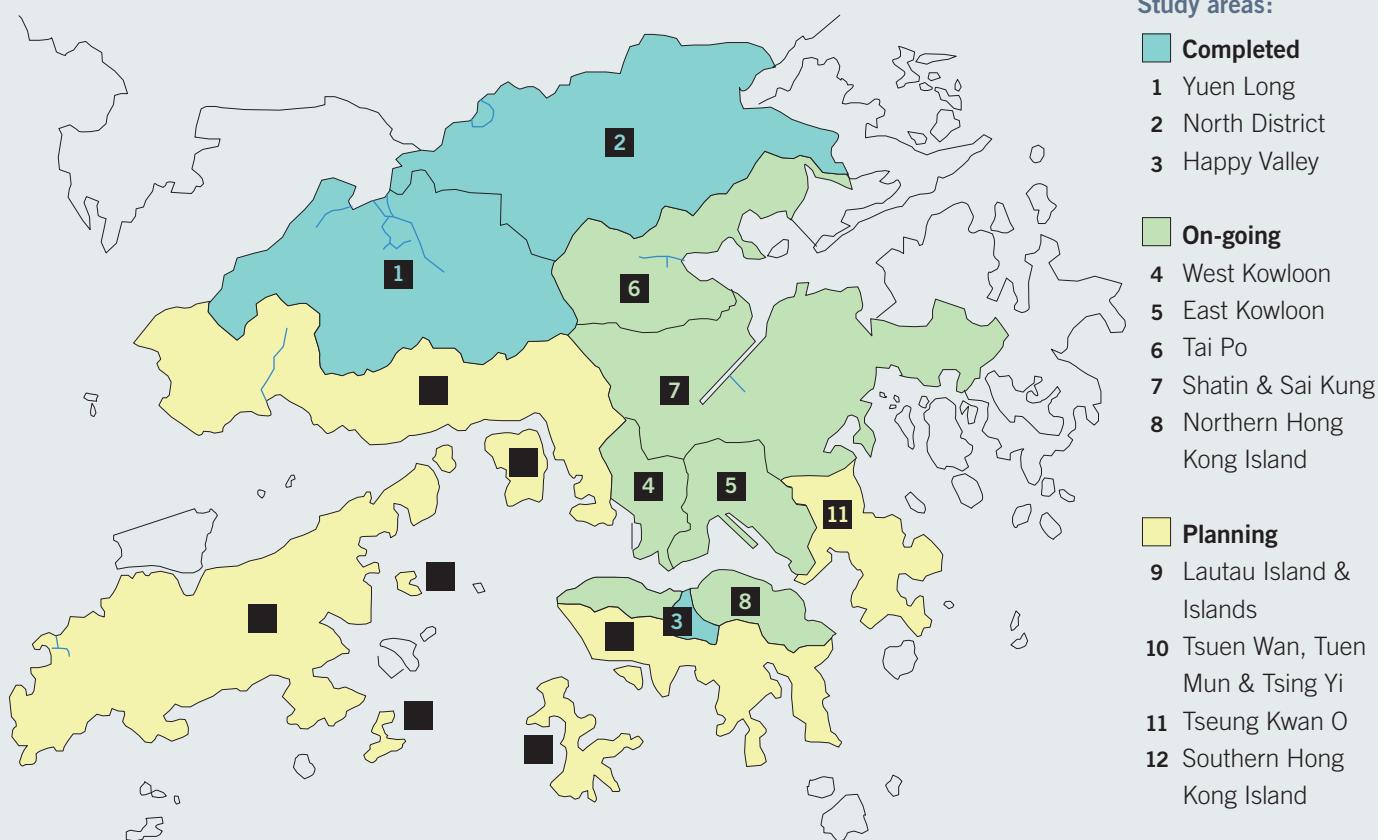 Study areas:
Completed
1 Yuen Long
2 North District
3 Happy Valley
On-going
4 West Kowloon
5 East Kowloon
6 Tai Po
7 Shatin & Sai Kung
8 Northern Hong
Kong Island
Planning
9 Lautau Island &
Islands
10 Tsuen Wan, Tuen
Mun & Tsing Yi
11 Tseung Kwan O
12 Southern Hong
Kong Island
2
1
6
7
4
5
11
8
3